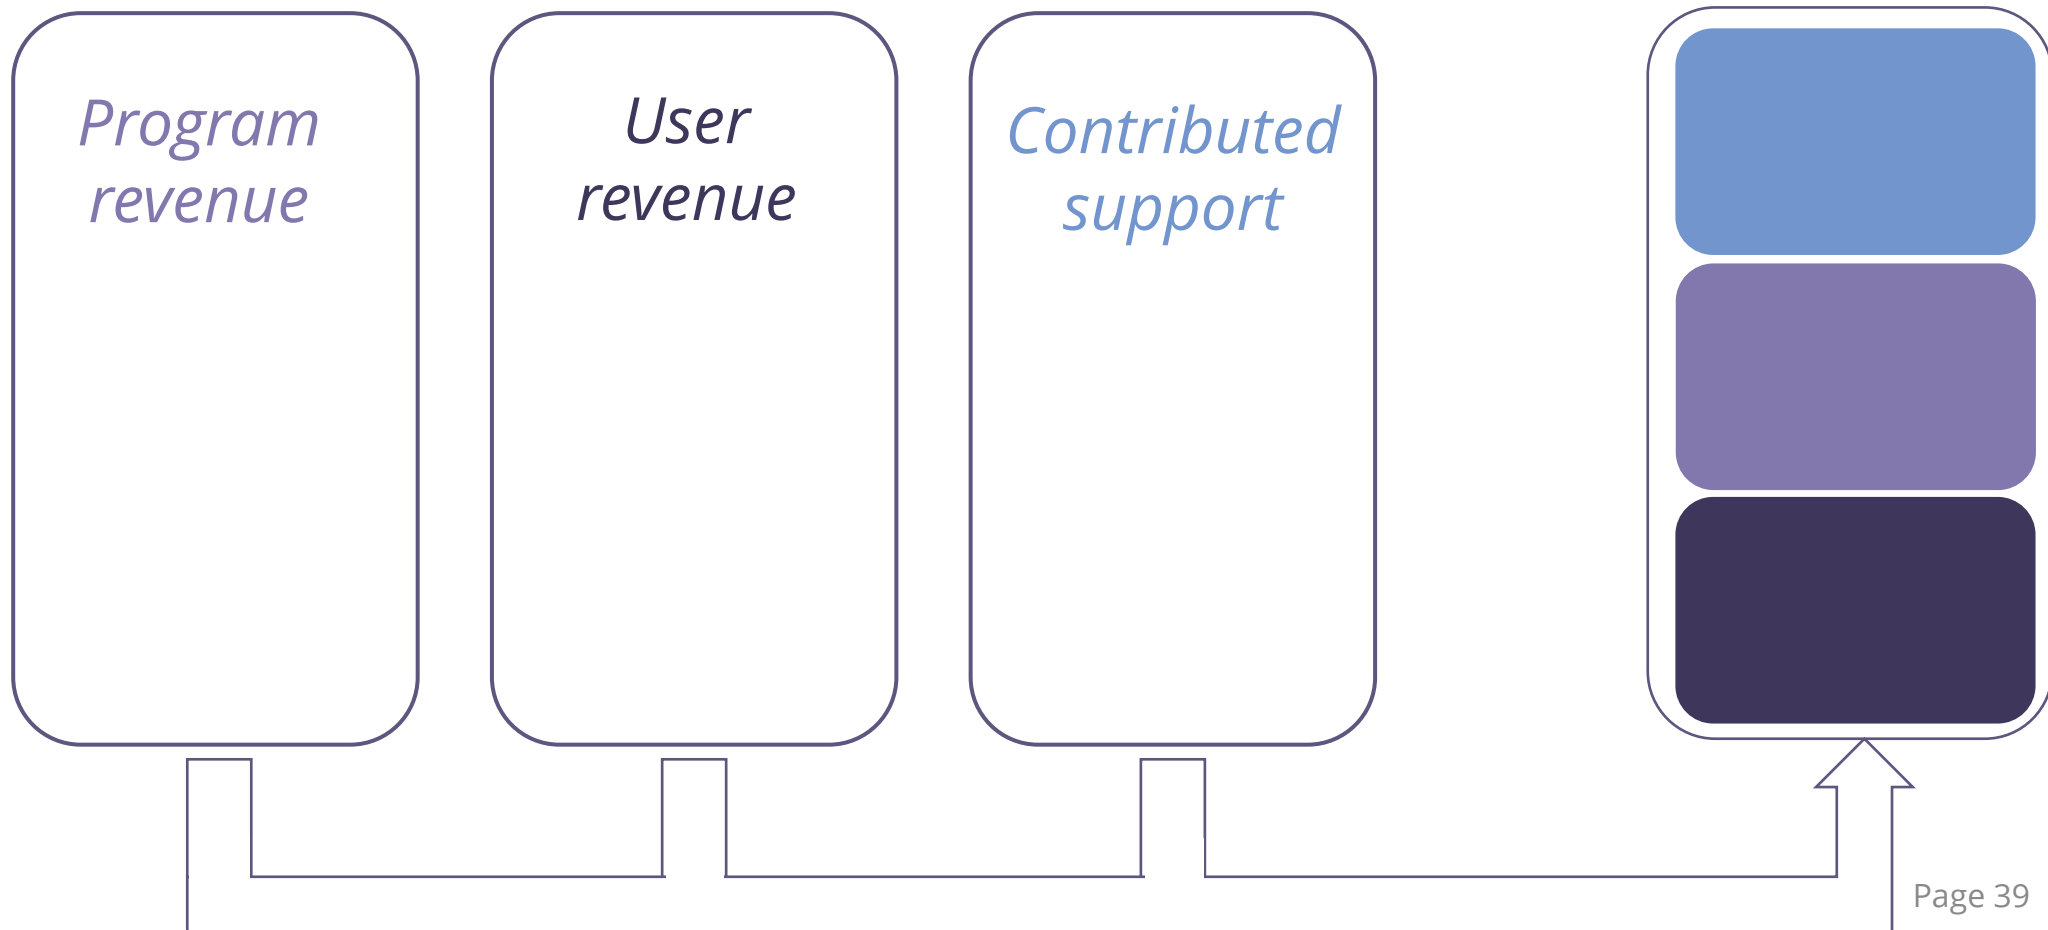 Program
revenue
User
revenue
Contributed
support
Page 39